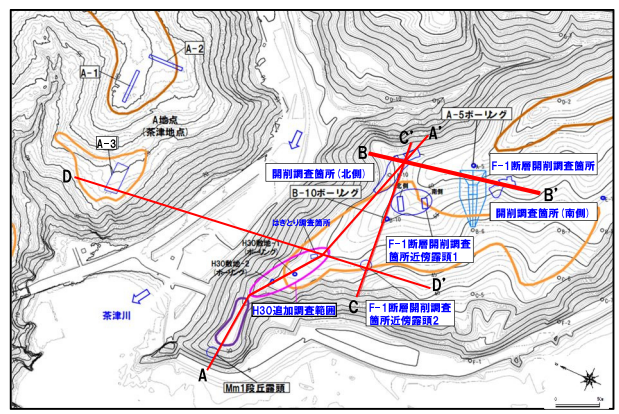 A-2
A-1
A地点
(茶津地点)
A-3
D
A-5ボーリング
C'
A'
B
F-1断層開削調査箇所
開削調査箇所(北側)
B-10ボーリング
北側
南側
B'
開削調査箇所(南側)
はぎとり調査箇所
H30敷地-1
(ボーリング)
H30敷地-2
(ボーリング)
F-1断層開削調査
箇所近傍露頭1
D'
C
H30追加調査範囲
F-1断層開削調査
箇所近傍露頭2
茶津川
A
Mm1段丘露頭